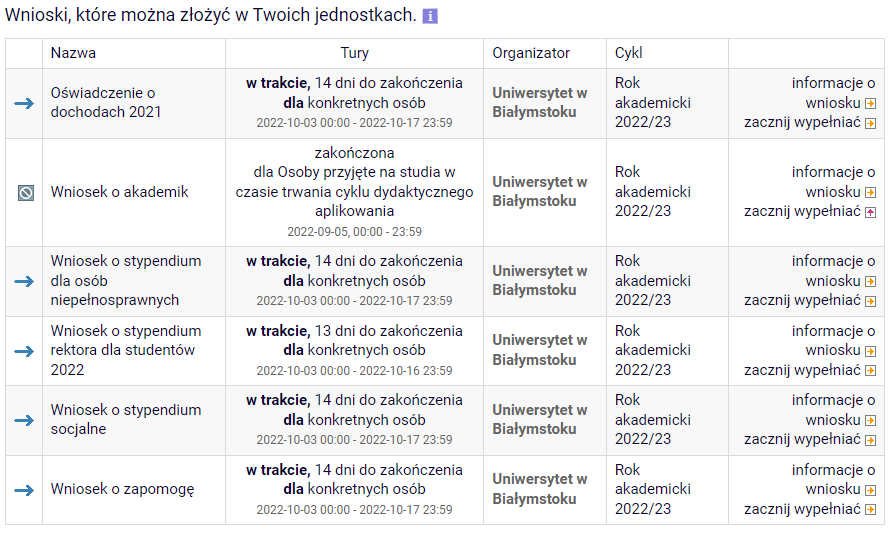 Wnioski, które można złożyć w Twoich jednostkach. i
Nazwa Tury Organizator Cykl
Oświadczenie o
dochodach 2021
w trakcie, 14 dni do zakończenia
dla konkretnych osób
2022-10-03 00:00 - 2022-10-17 23:59
Uniwersytet w
Białymstoku
Rok
akademicki
2022/23
informacje o
wniosku
zacznij wypełniać
Wniosek o akademik
zakończona
dla Osoby przyjęte na studia w
czasie trwania cyklu dydaktycznego
aplikowania
2022-09-05, 00:00 - 23:59
Uniwersytet w
Białymstoku
Rok
akademicki
2022/23
informacje o
wniosku
zacznij wypełniać
Wniosek o stypendium
dla osób
niepełnosprawnych
w trakcie, 14 dni do zakończenia
dla konkretnych osób
2022-10-03 00:00 - 2022-10-17 23:59
Uniwersytet w
Białymstoku
Rok
akademicki
2022/23
informacje o
wniosku
zacznij wypełniać
Wniosek o stypendium
rektora dla studentów
2022
w trakcie, 13 dni do zakończenia
dla konkretnych osób
2022-10-03 00:00 - 2022-10-16 23:59
Uniwersytet w
Białymstoku
Rok
akademicki
2022/23
informacje o
wniosku
zacznij wypełniać
Wniosek o stypendium
socjalne
w trakcie, 14 dni do zakończenia
dla konkretnych osób
2022-10-03 00:00 - 2022-10-17 23:59
Uniwersytet w
Białymstoku
Rok
akademicki
2022/23
informacje o
wniosku
zacznij wypełniać
Wniosek o zapomogę
w trakcie, 14 dni do zakończenia
dla konkretnych osób
2022-10-03 00:00 - 2022-10-17 23:59
Uniwersytet w
Białymstoku
Rok
akademicki
2022/23
informacje o
wniosku
zacznij wypełniać